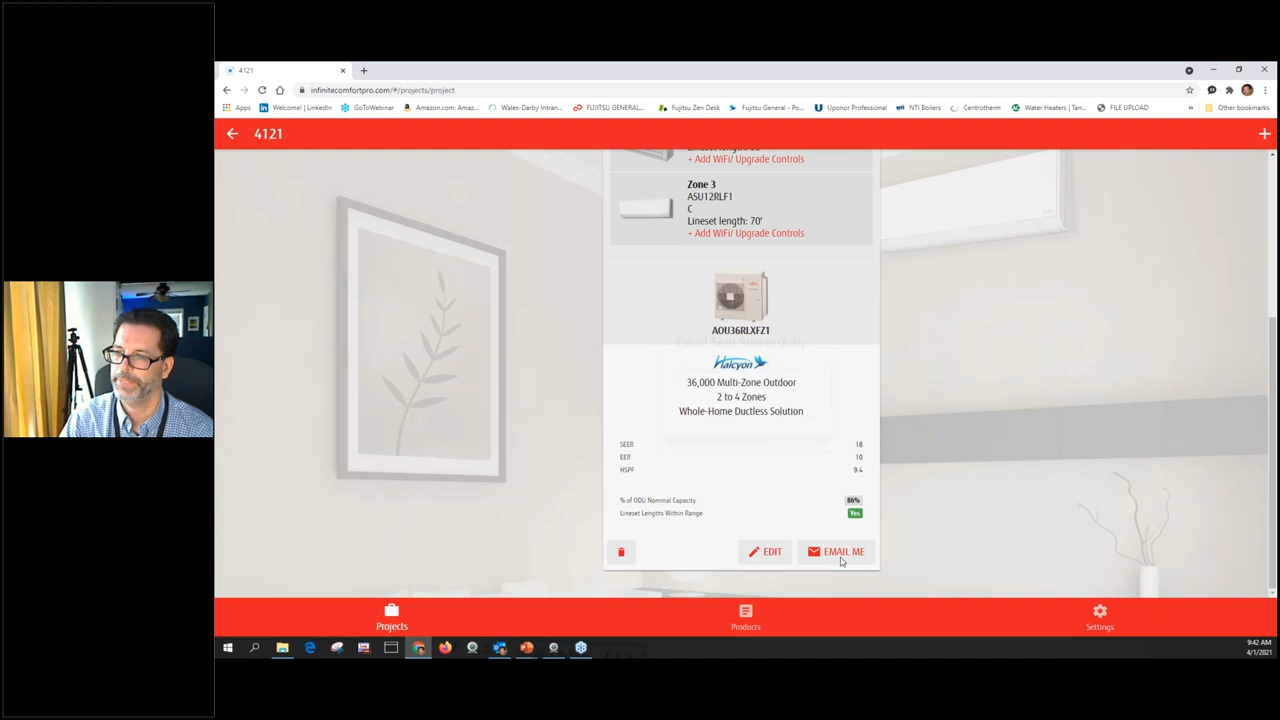 4121
infinitecomfortpro.com/#/projects/project
Apps
Welcome! | LinkedIn
GoToWebinar
Amazon.com: Amaz...
Wales-Darby Intran...
FUJITSU GENERAL...
Fujitsu Zen Desk
Fujitsu General - Po...
Uponor Professional
NTI Boilers
Centrotherm
Water Heaters | Tan...
FILE UPLOAD
»
Other bookmarks
4121
+ Add WiFi/ Upgrade Controls
Zone 3
ASU12RLF1
C
Lineset length: 70'
+ Add WiFi/ Upgrade Controls
AOU36RLXFZ1
Email Sent Successfully
Halcyon
36,000 Multi-Zone Outdoor
2 to 4 Zones
Whole-Home Ductless Solution
SEER 18
EER 10
HSPF 9.4
% of ODU Nominal Capacity 86%
Lineset Lengths Within Range Yes
EDIT EMAIL ME
Projects
Products
Settings
9:42 AM
4/1/2021